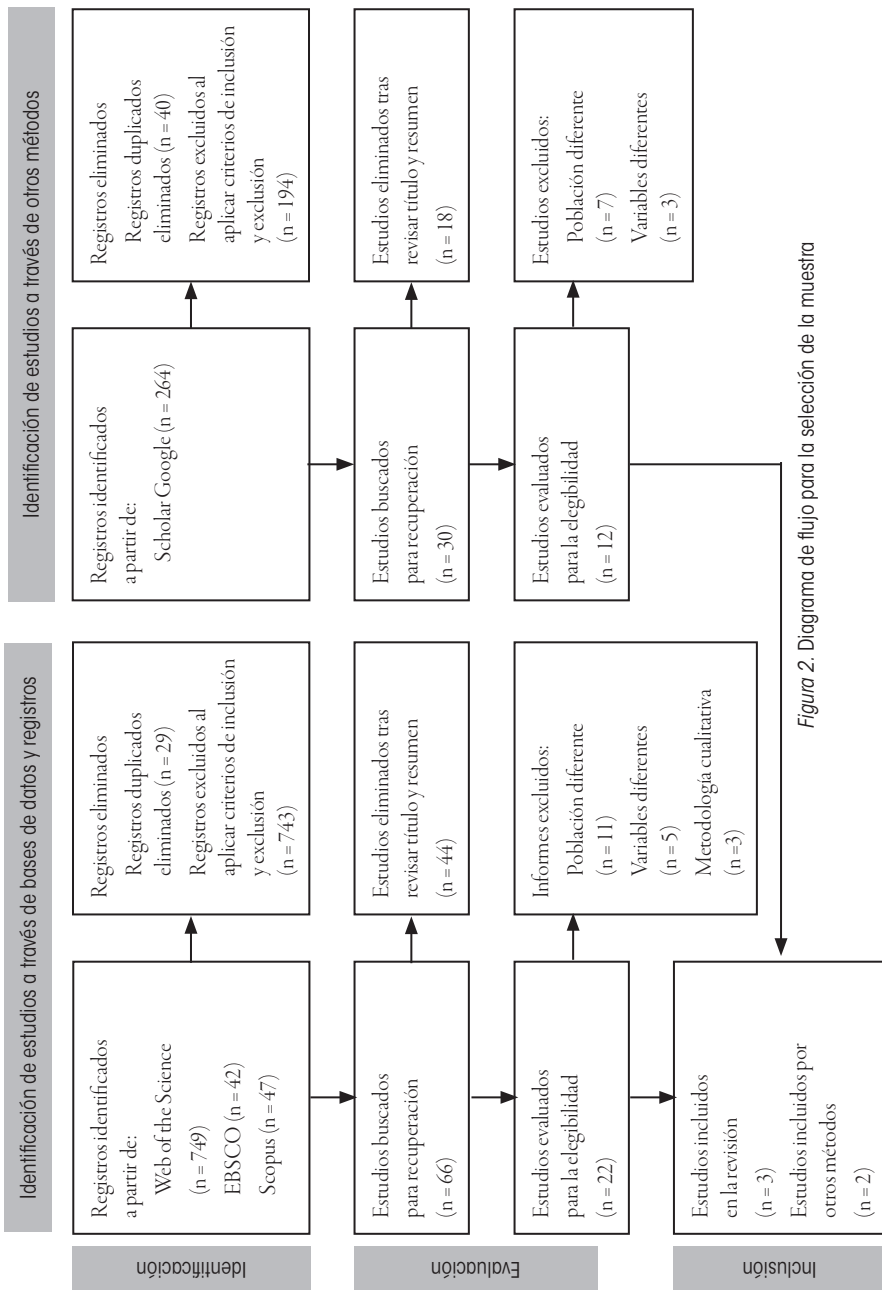 Identificación de estudios a través de bases de datos y registros
Identificación de estudios a través de otros métodos
Identificación
Registros identificados
a partir de:
Web of the Science
(n = 749)
EBSCO (n = 42)
Scopus (n = 47)
Registros eliminados
Registros duplicados
eliminados (n = 29)
Registros excluidos al
aplicar criterios de inclusión
y exclusión
(n = 743)
Registros identificados
a partir de:
Scholar Google (n = 264)
Registros eliminados
Registros duplicados
eliminados (n = 40)
Registros excluidos al
aplicar criterios de inclusión
y exclusión
(n = 194)
Evaluación
Estudios buscados
para recuperación
(n = 66)
Estudios eliminados tras
revisar título y resumen
(n =44)
Estudios buscados
para recuperación
(n = 30)
Estudios eliminados tras
revisar título y resumen
(n = 18)
Estudios evaluados
para la elegibilidad
(n = 22)
Informes excluidos:
Población diferente
(n = 11)
Variables diferentes
(n = 5)
Metodología cualitativa
(n =3)
Estudios evaluados
para la elegibilidad
(n = 12)
Estudios excluidos:
Población diferente
(n = 7)
Variables diferentes
(n = 3)
Inclusión
Estudios incluidos
en la revisión
(n = 3)
Estudios incluidos por
otros métodos
(n = 2)
Figura 2. Diagrama de flujo para la selección de la muestra